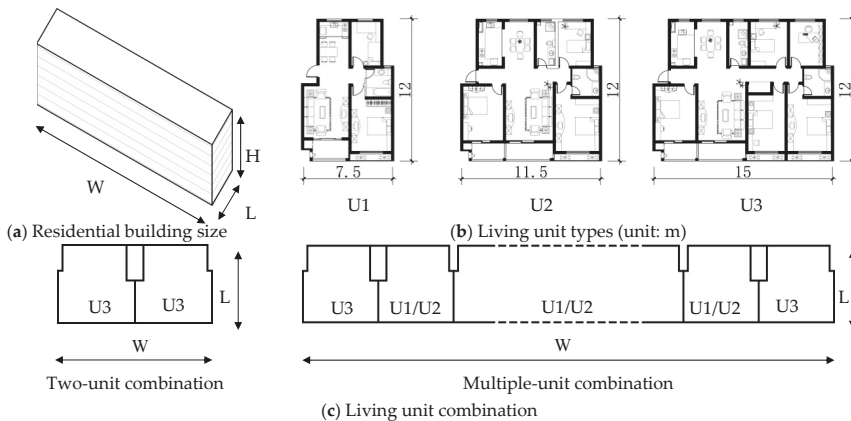 H
W
L
12
12
12
7.5
11.5
15
U1
U2
U3
(a) Residential building size
(b) Living unit types (unit: m)
U3
U3
L
W
Two-unit combination
U3
U1/U2
U1/U2
U1/U2
U3
L
W
Multiple-unit combination
(c) Living unit combination